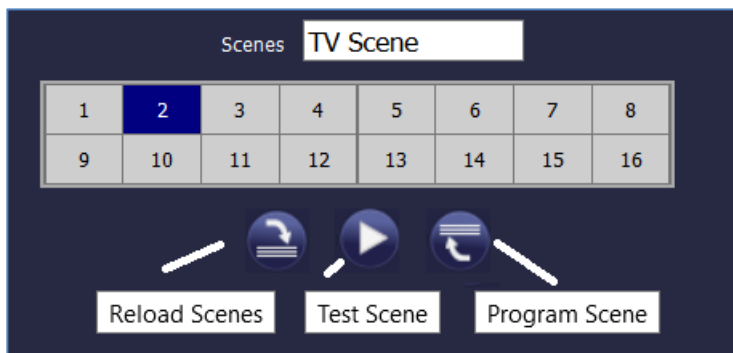 Scenes TV Scene
1 2 3 4 5 6 7 8
9 10 11 12 13 14 15 16
Reload Scenes Test Scene Program Scene